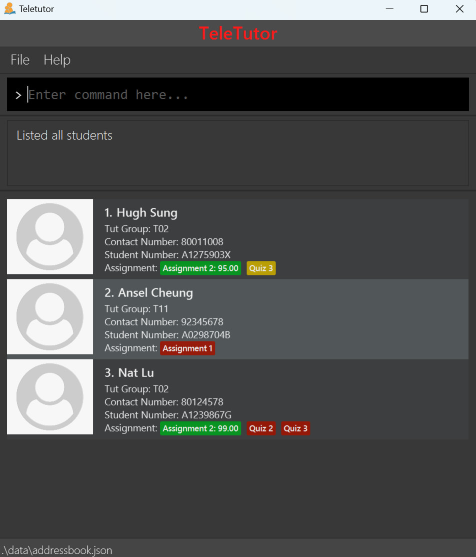 Teletutor
TeleTutor
File Help
> Enter command here...
Listed all students
1. Hugh Sung
Tut Group: T02
Contact Number: 80011008
Student Number: A1275903X
Assignment: Assignment 2: 95.00 Quiz 3
2. Ansel Cheung
Tut Group: T11
Contact Number: 92345678
Student Number: A0298704B
Assignment: Assignment 1
3. Nat Lu
Tut Group: T02
Contact Number: 80124578
Student Number: A1239867G
Assignment: Assignment 2: 99.00 Quiz 2 Quiz 3
.\data\addressbook.json